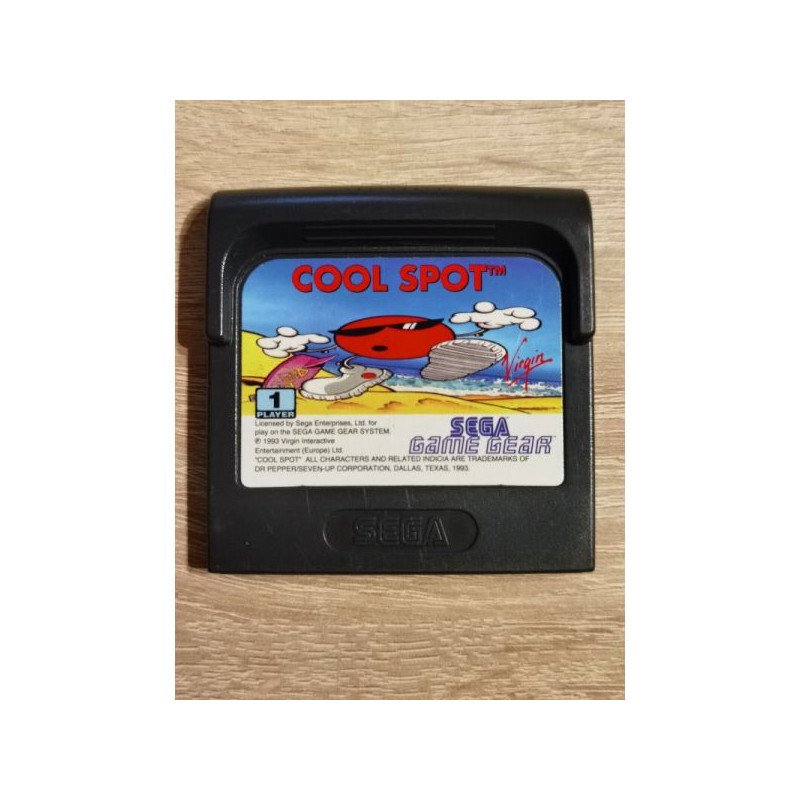 COOL SPOT™
Virgin
1
PLAYER
Licensed by Sega Enterprises, Ltd. for
play on the SEGA GAME GEAR SYSTEM.
℗ 1993 Virgin Interactive
Entertainment (Europe) Ltd.
"COOL SPOT" ALL CHARACTERS AND RELATED INDICIA ARE TRADEMARKS OF
DR PEPPER/SEVEN-UP CORPORATION, DALLAS, TEXAS, 1993.
SEGA
GAME GEAR
SEGA